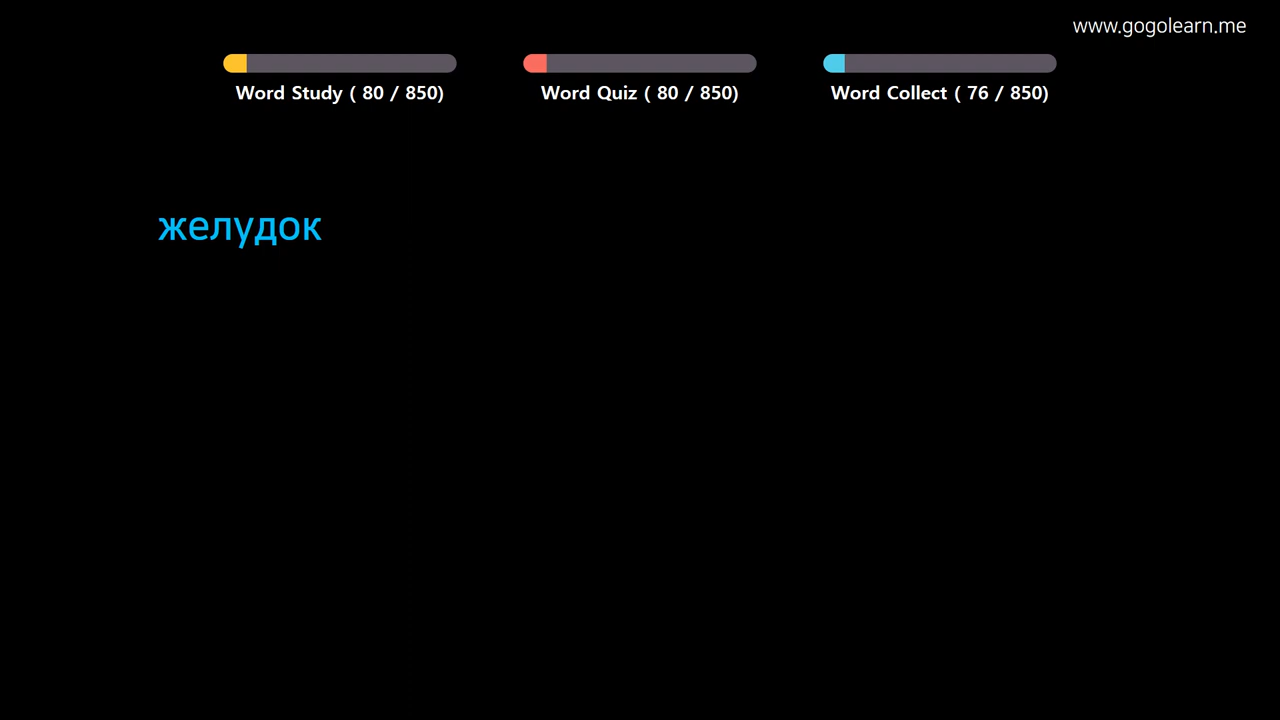 www.gogolearn.me
Word Study ( 80 / 850)
Word Quiz ( 80 / 850)
Word Collect ( 76 / 850)
желудок